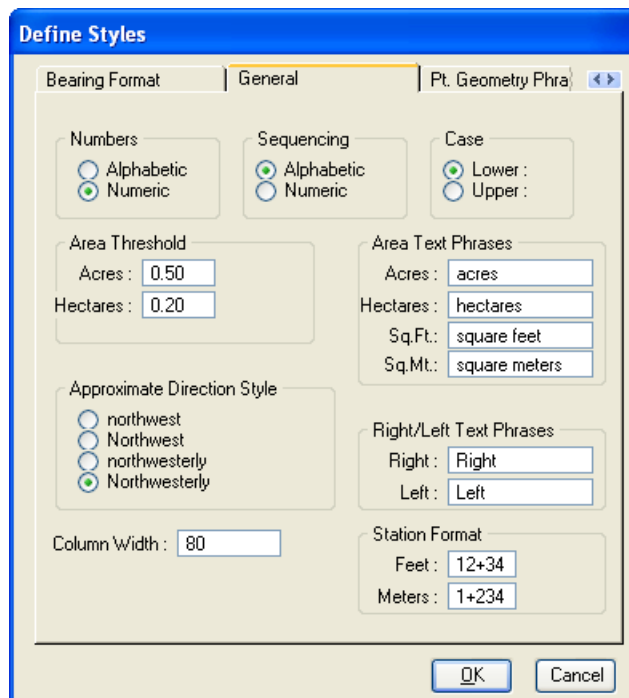 Define Styles
Bearing Format
General
Pt. Geometry Phra
Numbers
Alphabetic
Numeric
Sequencing
Alphabetic
Numeric
Case
Lower :
Upper :
Area Threshold
Acres : 0.50
Hectares : 0.20
Area Text Phrases
Acres : acres
Hectares : hectares
Sq.Ft.: square feet
Sq.Mt.: square meters
Approximate Direction Style
northwest
Northwest
northwesterly
Northwesterly
Right/Left Text Phrases
Right : Right
Left : Left
Column Width : 80
Station Format
Feet : 12+34
Meters : 1+234
OK
Cancel